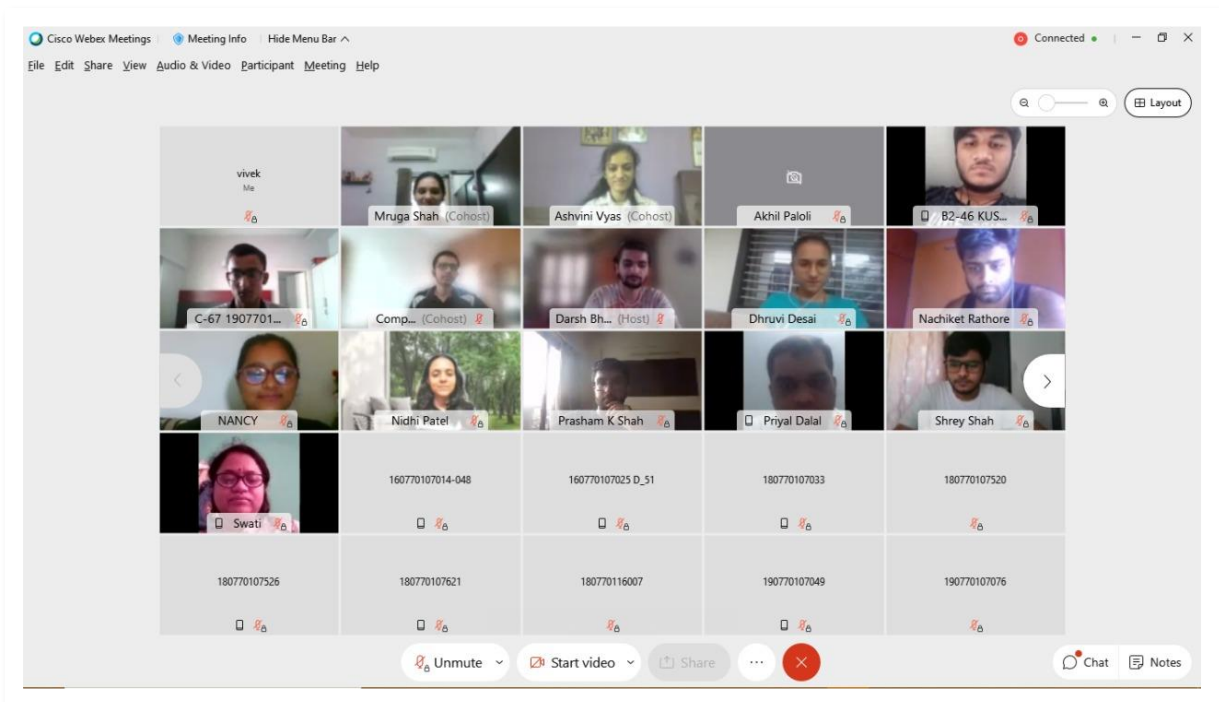 Cisco Webex Meetings Meeting Info Hide Menu Bar Connected
File Edit Share View Audio & Video Participant Meeting Help
Layout
vivek
Me
Mruga Shah (Cohost)
Ashvini Vyas (Cohost)
Akhil Paloli
B2-46 KUS...
C-67 1907701...
Comp... (Cohost)
Darsh Bh... (Host)
Dhruvi Desai
Nachiket Rathore
NANCY
Nidhi Patel
Prasham K Shah
Priyal Dalal
Shrey Shah
Swati
160770107014-048
160770107025 D_51
180770107033
180770107520
180770107526
180770107621
180770116007
190770107049
190770107076
Unmute Start video Share ... Chat Notes